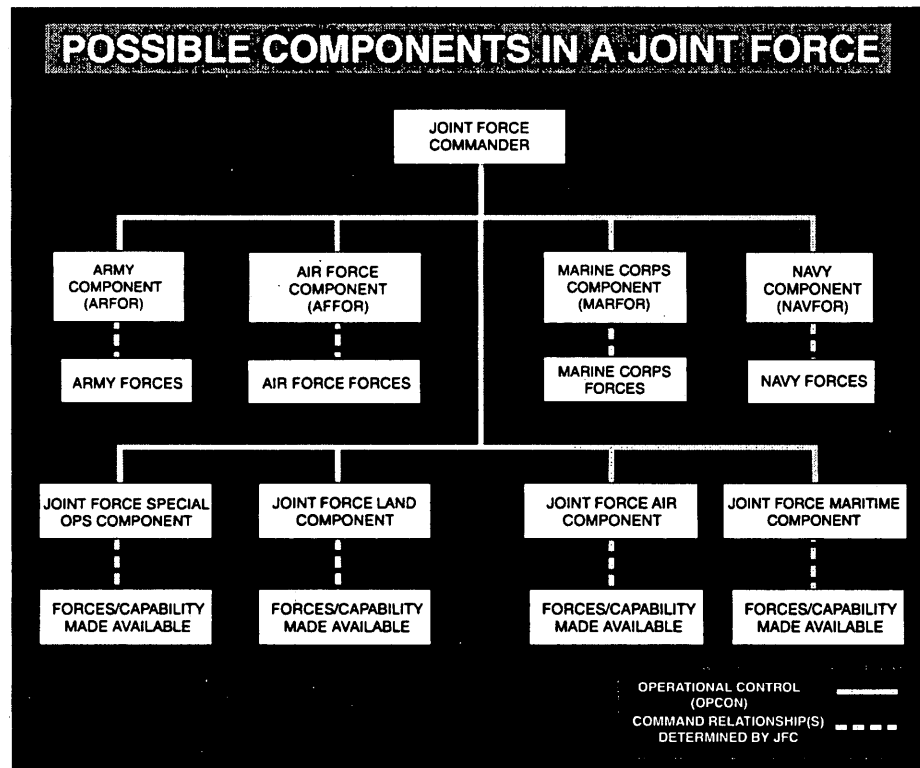 POSSIBLE COMPONENTS IN A JOINT FORCE
JOINT FORCE
COMMANDER
ARMY
COMPONENT
(ARFOR)
AIR FORCE
COMPONENT
(AFFOR)
MARINE CORPS
COMPONENT
(MARFOR)
NAVY
COMPONENT
(NAVFOR)
ARMY FORCES
AIR FORCE FORCES
MARINE CORPS
FORCES
NAVY FORCES
JOINT FORCE SPECIAL
OPS COMPONENT
JOINT FORCE LAND
COMPONENT
JOINT FORCE AIR
COMPONENT
JOINT FORCE MARITIME
COMPONENT
FORCES/CAPABILITY
MADE AVAILABLE
FORCES/CAPABILITY
MADE AVAILABLE
FORCES/CAPABILITY
MADE AVAILABLE
FORCES/CAPABILITY
MADE AVAILABLE
OPERATIONAL CONTROL
(OPCON)
COMMAND RELATIONSHIP(S)
DETERMINED BY JFC